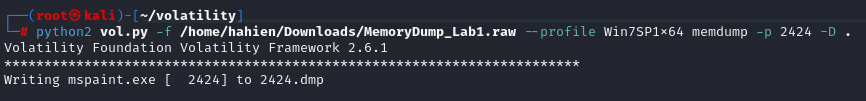 ┌──(root㉿kali)-[~/volatility]
└─# python2 vol.py -f /home/hahien/Downloads/MemoryDump_Lab1.raw --profile Win7SP1x64 memdump -p 2424 -D .
Volatility Foundation Volatility Framework 2.6.1
************************************************************************
Writing mspaint.exe [  2424] to 2424.dmp